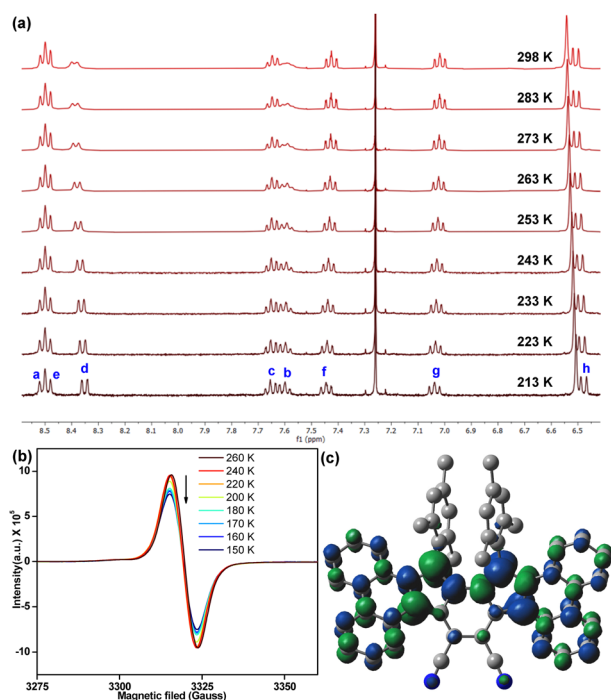 (a)
298 K
283 K
273 K
263 K
253 K
243 K
233 K
223 K
213 K
a e d c b f g h
8.5 8.4 8.3 8.2 8.1 8.0 7.9 7.8 7.7 7.6 7.5 7.4 7.3 7.2 7.1 7.0 6.9 6.8 6.7 6.6 6.5
f1 (ppm)
(b)
10
5
0
-5
-10
Intensity(a.u.) X 10⁵
260 K
240 K
220 K
200 K
180 K
170 K
160 K
150 K
3275 3300 3325 3350
Magnetic filed (Gauss)
(c)